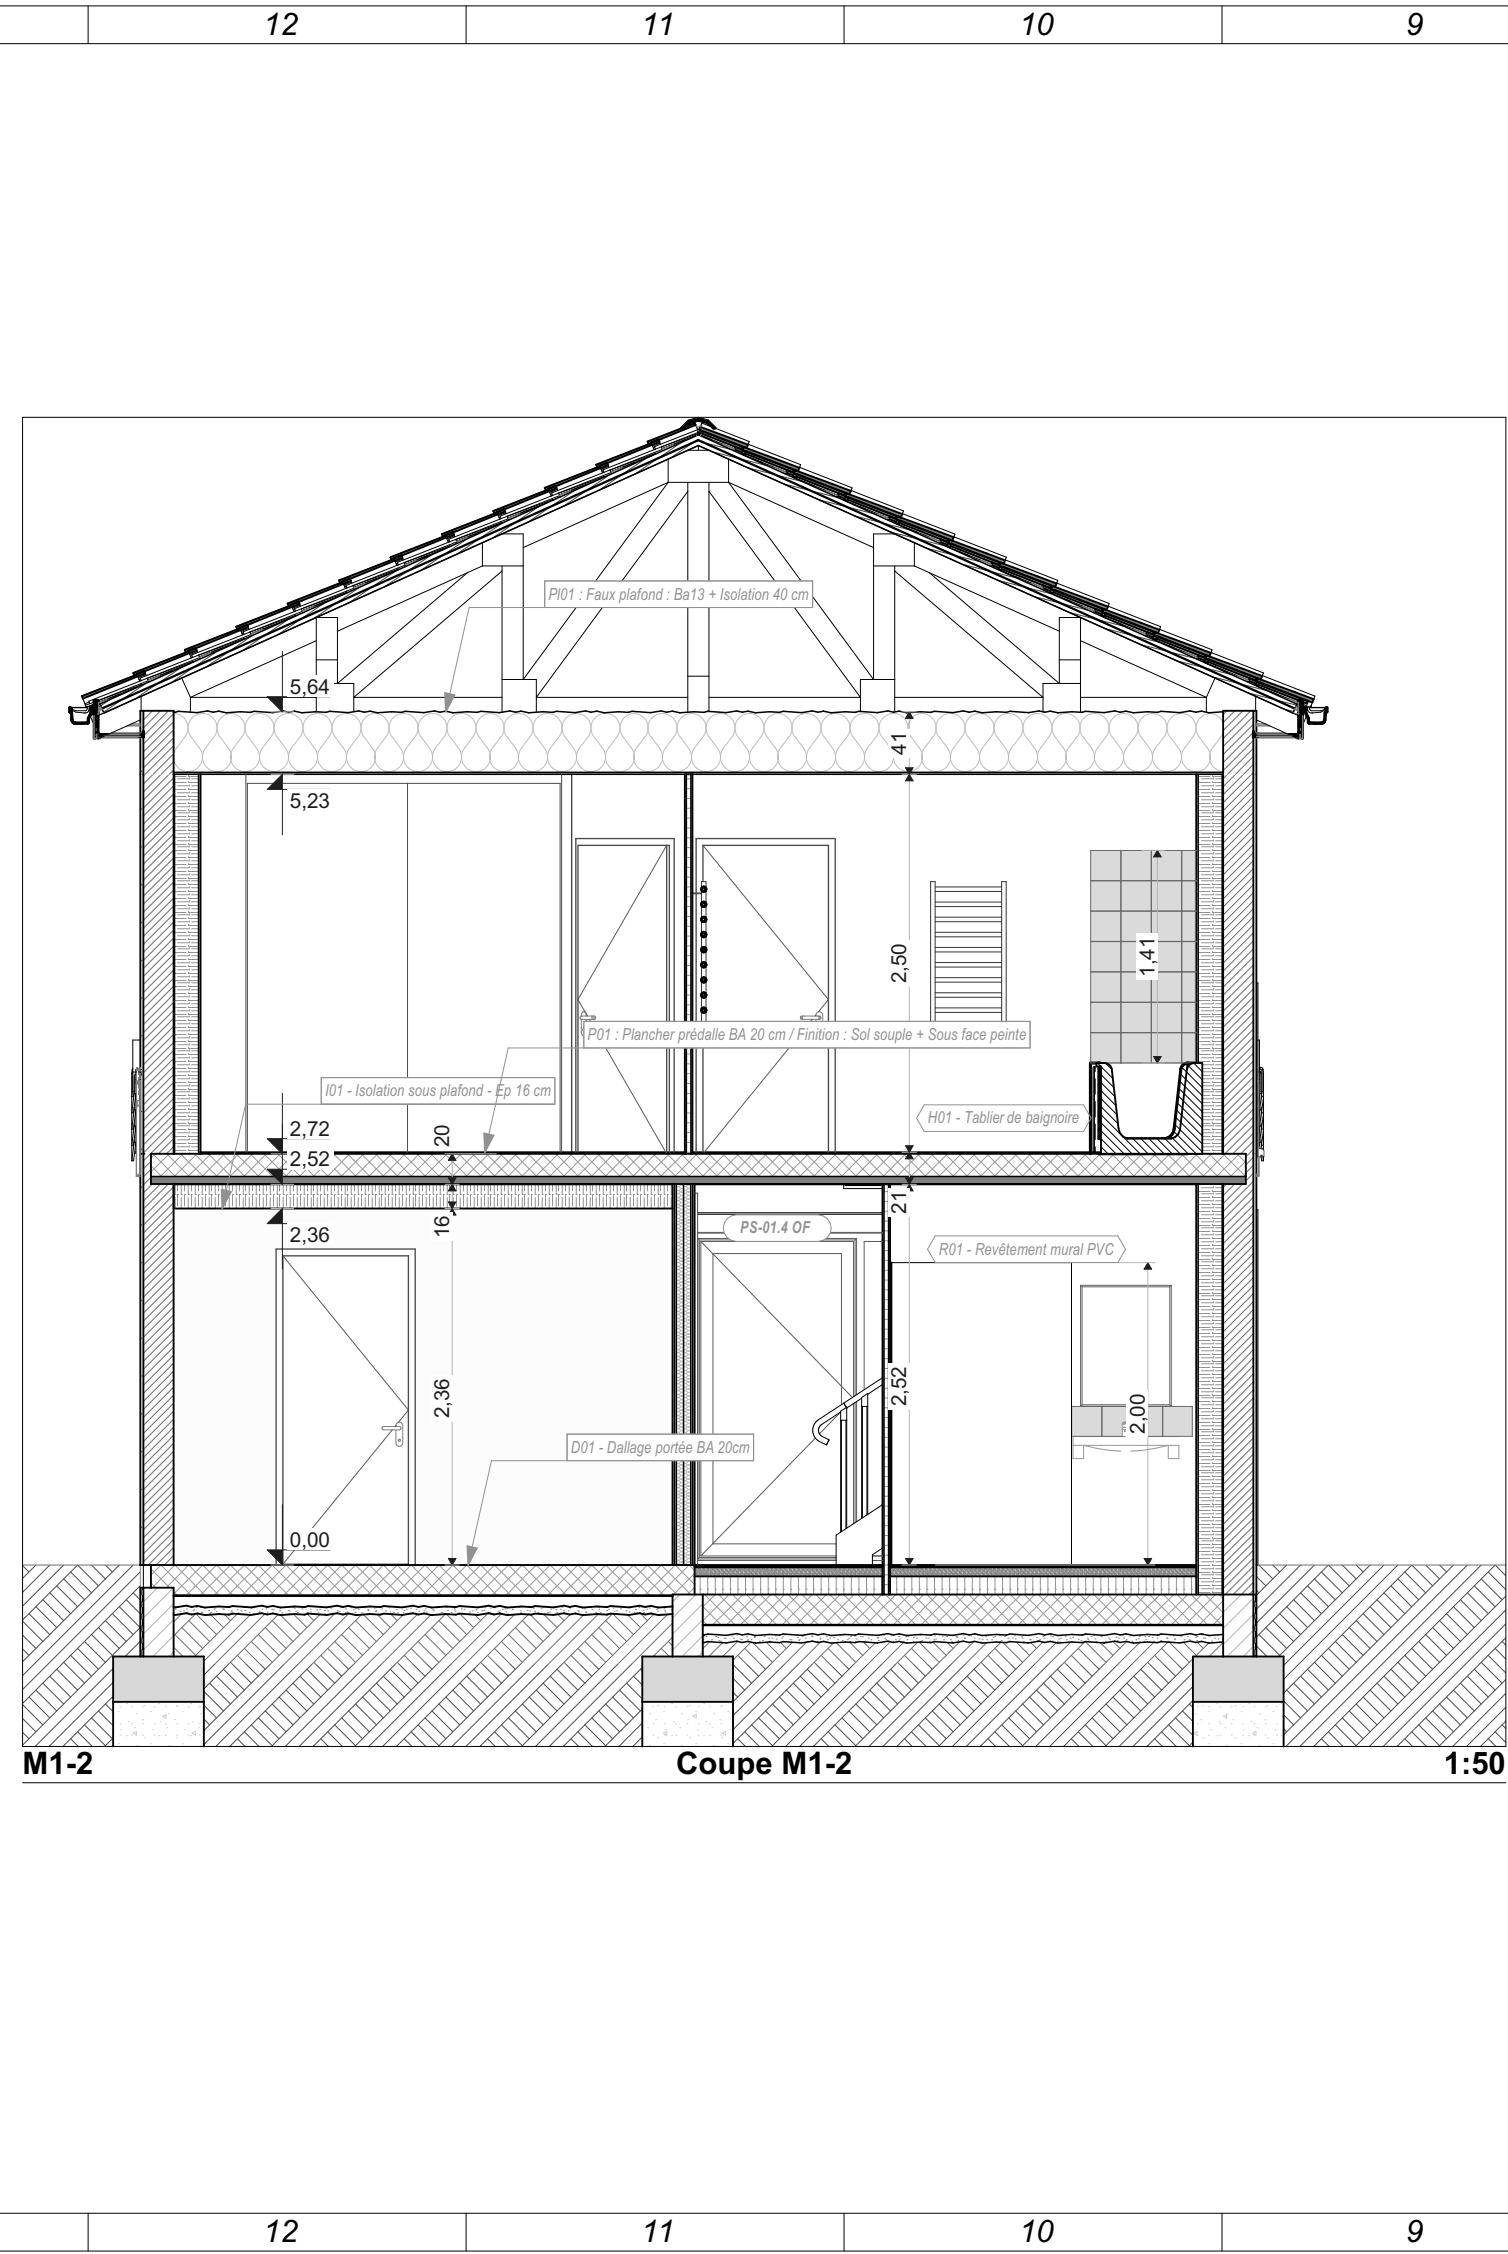 12 11 10 9
PI01 : Faux plafond : Ba13 + Isolation 40 cm
5,64
41
5,23
2,50
1,41
P01 : Plancher prédalle BA 20 cm / Finition : Sol souple + Sous face peinte
I01 - Isolation sous plafond - Ep 16 cm
H01 - Tablier de baignoire
2,72
20
2,52
21
16
2,36
PS-01.4 OF
R01 - Revêtement mural PVC
2,36
2,52
2,00
D01 - Dallage portée BA 20cm
0,00
M1-2 Coupe M1-2 1:50
12 11 10 9